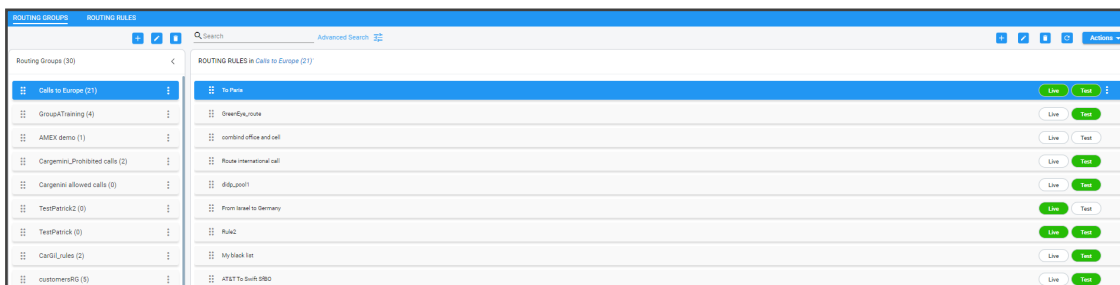 ROUTING GROUPS ROUTING RULES
Search Advanced Search Actions
Routing Groups (30) ROUTING RULES in Calls to Europe (21)
Calls to Europe (21) To Paris Live Test
GroupATraining (4) GreenEye_route Live Test
AMEX demo (1) combind office and cell Live Test
Cargemini_Prohibited calls (2) Route international call Live Test
Cargenini allowed calls (0) didp_pool1 Live Test
TestPatrick2 (0) From Israel to Germany Live Test
TestPatrick (0) Rule2 Live Test
CarGil_rules (2) My black list Live Test
customersRG (5) AT&T To Swift SfBO Live Test